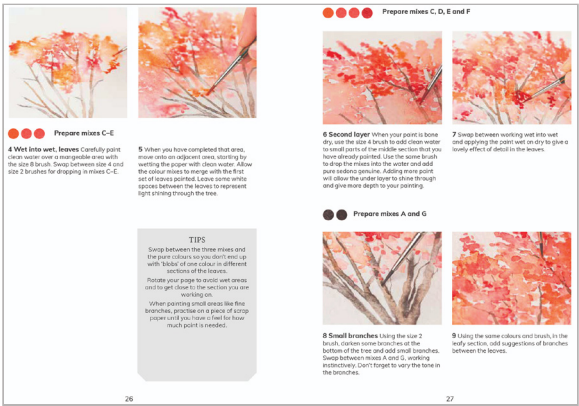 Prepare mixes C–E
4 Wet into wet, leaves Carefully paint
clean water over a mangeable area with
the size 8 brush. Swap between size 4 and
size 2 brushes for dropping in mixes C–E.
5 When you have completed that area,
move onto an adjacent area, starting by
wetting the paper with clean water. Allow
the colour mixes to merge with the first
set of leaves painted. Leave some white
spaces between the leaves to represent
light shining through the tree.
TIPS
Swap between the three mixes and
the pure colours so you don't end up
with 'blobs' of one colour in different
sections of the leaves.
Rotate your page to avoid wet areas
and to get close to the section you are
working on.
When painting small areas like fine
branches, practise on a piece of scrap
paper until you have a feel for how
much paint is needed.
26
Prepare mixes C, D, E and F
6 Second layer When your paint is bone
dry, use the size 4 brush to add clean water
to small parts of the middle section that you
have already painted. Use the same brush
to drop the mixes into the water and add
pure sedona genuine. Adding more paint
will allow the under layer to shine through
and give more depth to your painting.
7 Swap between working wet into wet
and applying the paint wet on dry to give a
lovely effect of detail in the leaves.
Prepare mixes A and G
8 Small branches Using the size 2
brush, darken some branches at the
bottom of the tree and add small branches.
Swap between mixes A and G, working
instinctively. Don't forget to vary the tone in
the branches.
9 Using the same colours and brush, in the
leafy section, add suggestions of branches
between the leaves.
27